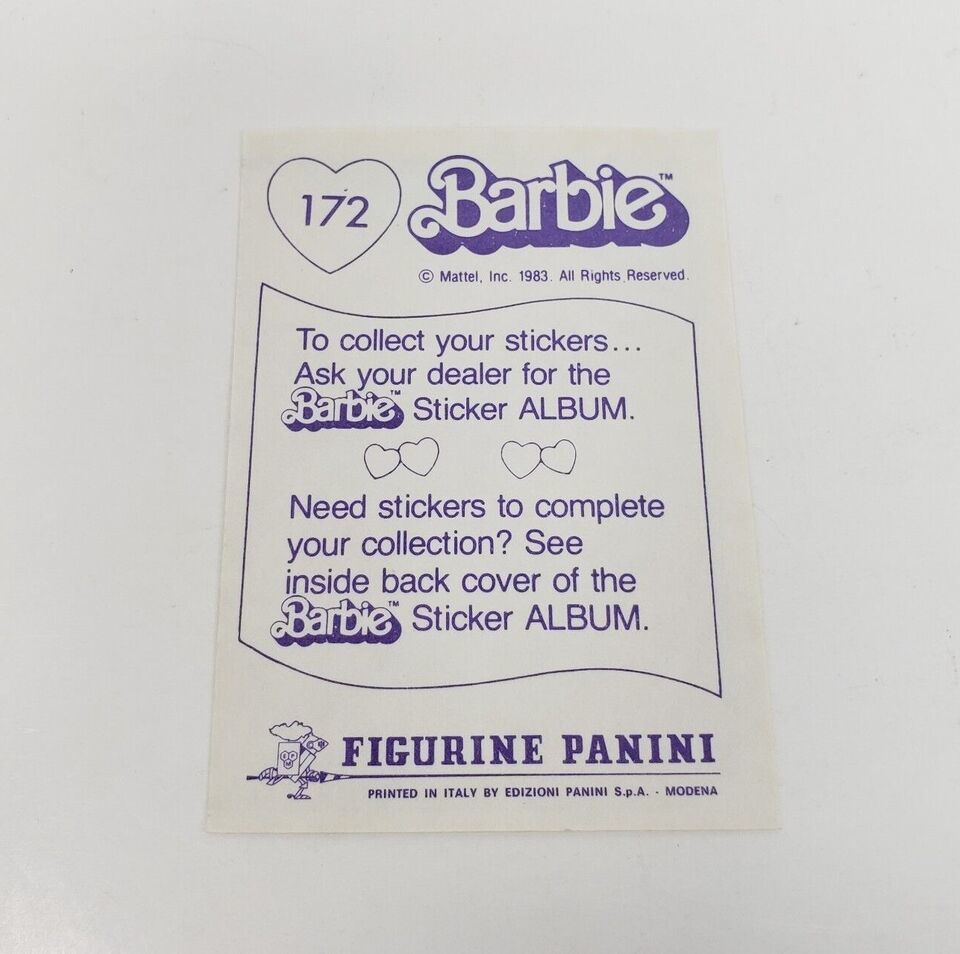 172
Barbie™
© Mattel, Inc. 1983. All Rights Reserved.
To collect your stickers...
Ask your dealer for the
Barbie™ Sticker ALBUM.
Need stickers to complete
your collection? See
inside back cover of the
Barbie™ Sticker ALBUM.
FIGURINE PANINI
PRINTED IN ITALY BY EDIZIONI PANINI S.p.A. - MODENA